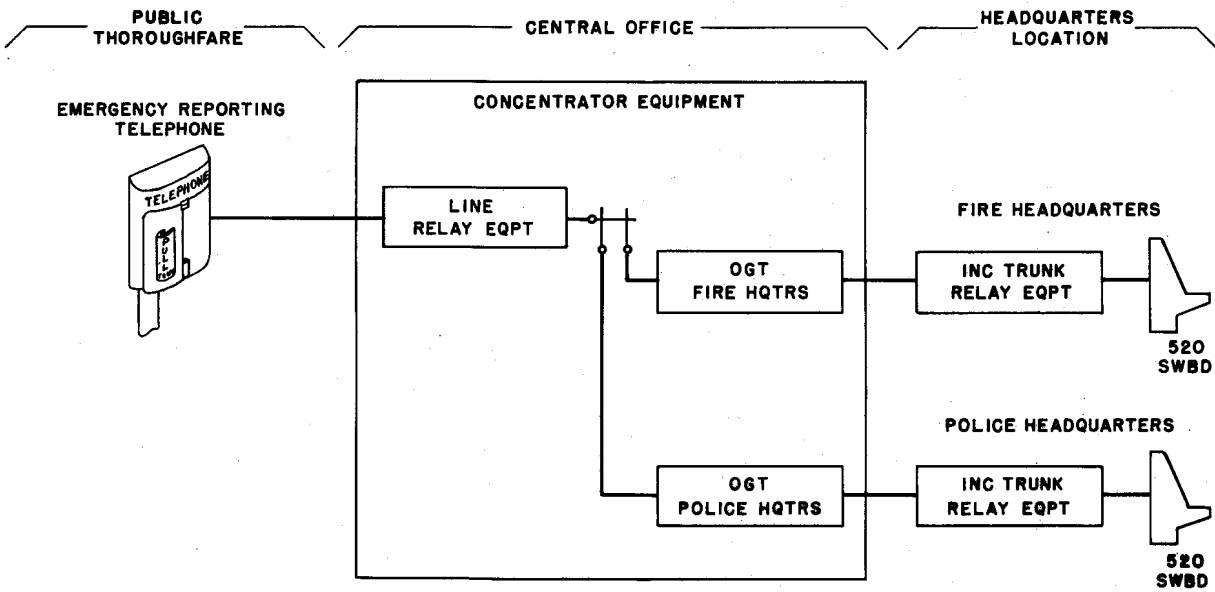 PUBLIC
THOROUGHFARE
CENTRAL OFFICE
HEADQUARTERS
LOCATION
EMERGENCY REPORTING
TELEPHONE
CONCENTRATOR EQUIPMENT
TELEPHONE
PULL
LINE
RELAY EQPT
FIRE HEADQUARTERS
OGT
FIRE HQTRS
INC TRUNK
RELAY EQPT
520
SWBD
POLICE HEADQUARTERS
OGT
POLICE HQTRS
INC TRUNK
RELAY EQPT
520
SWBD